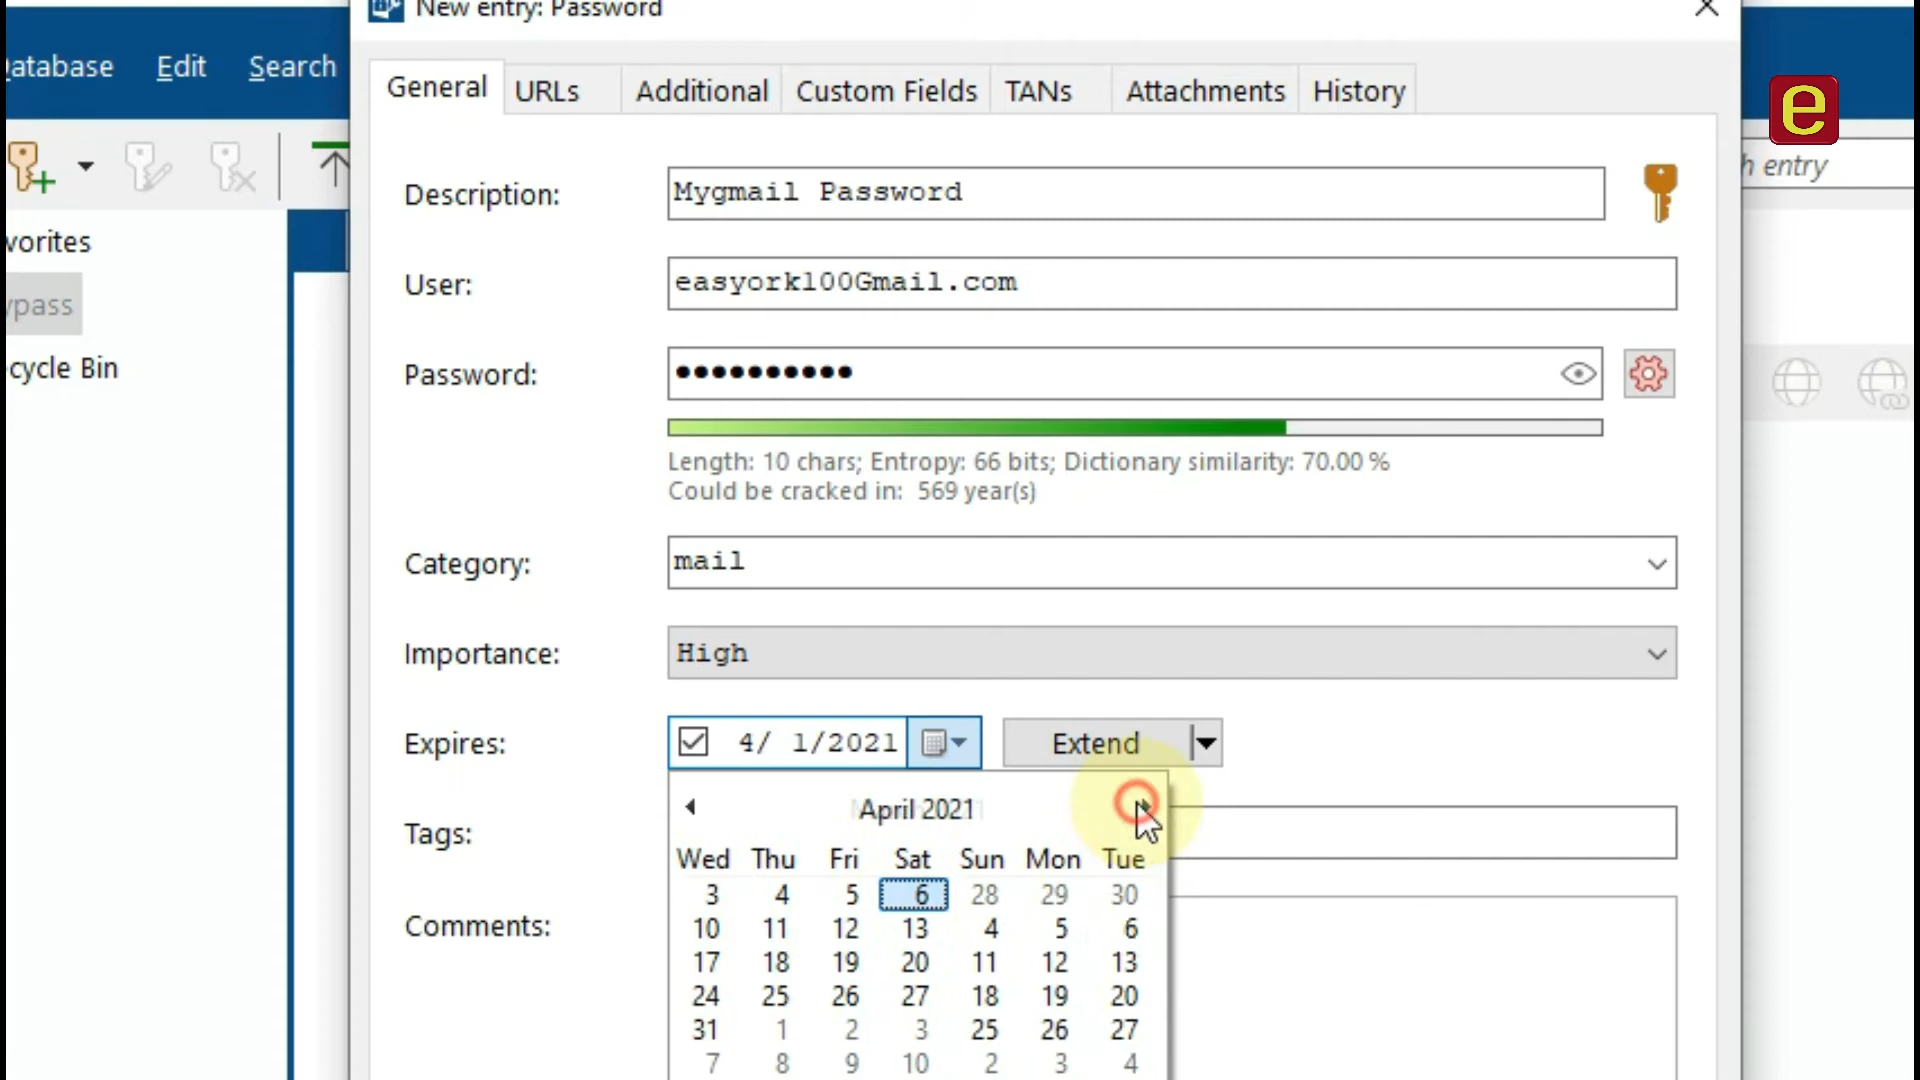 New entry: Password
atabase Edit Search
General URLs Additional Custom Fields TANs Attachments History
e
h entry
Description: Mygmail Password
vorites
User: easyork100Gmail.com
ypass
cycle Bin
Password: ●●●●●●●●●●
Length: 10 chars; Entropy: 66 bits; Dictionary similarity: 70.00 %
Could be cracked in: 569 year(s)
Category: mail
Importance: High
Expires: 4/ 1/2021 Extend
April 2021
Tags:
Wed Thu Fri Sat Sun Mon Tue
3 4 5 6 28 29 30
Comments:
10 11 12 13 4 5 6
17 18 19 20 11 12 13
24 25 26 27 18 19 20
31 1 2 3 25 26 27
7 8 9 10 2 3 4